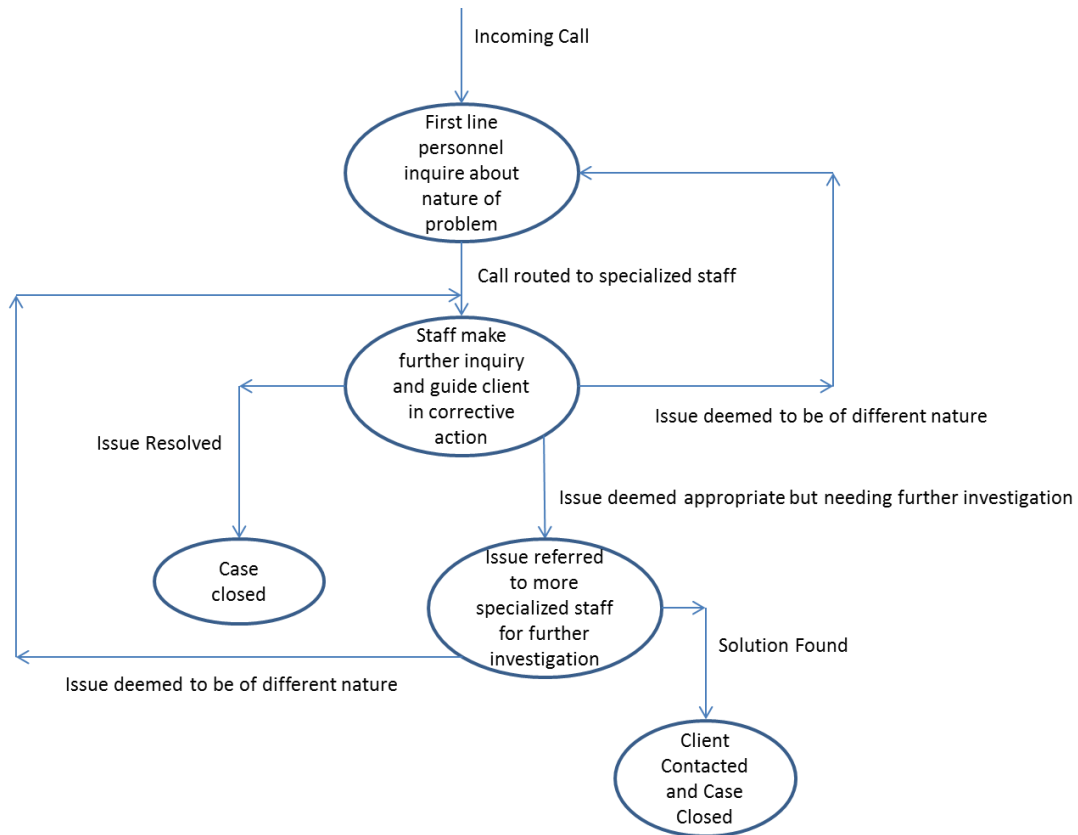 Incoming Call
First line
personnel
inquire about
nature of
problem
Call routed to specialized staff
Staff make
further inquiry
and guide client
in corrective
action
Issue deemed to be of different nature
Issue Resolved
Issue deemed appropriate but needing further investigation
Case
closed
Issue referred
to more
specialized staff
for further
investigation
Solution Found
Issue deemed to be of different nature
Client
Contacted
and Case
Closed